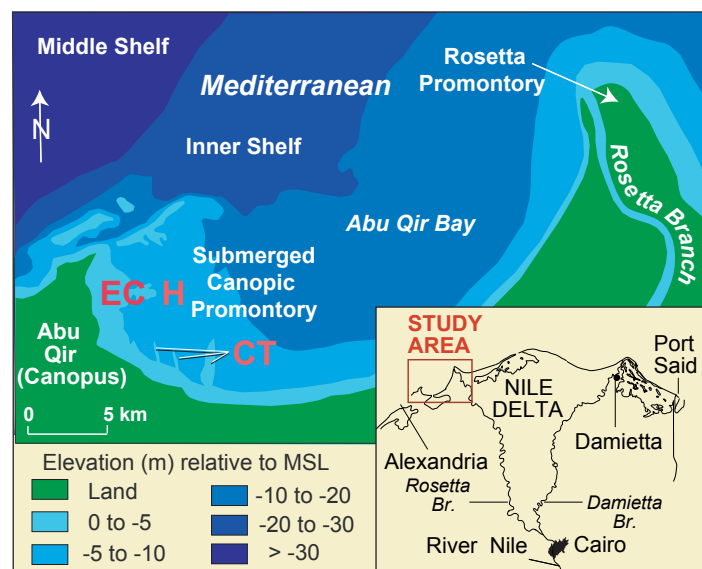 Middle Shelf
Mediterranean
Rosetta
Promontory
N
Inner Shelf
Rosetta Branch
Abu Qir Bay
Submerged
Canopic
Promontory
EC H
CT
Abu
Qir
(Canopus)
0 5 km
STUDY
AREA
Port
Said
NILE
DELTA
Damietta
Alexandria
Rosetta
Br.
Damietta
Br.
River Nile
Cairo
Elevation (m) relative to MSL
Land
0 to -5
-5 to -10
-10 to -20
-20 to -30
> -30